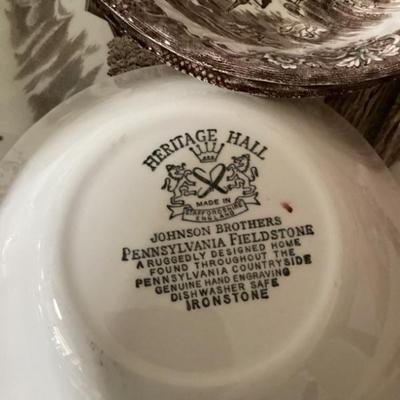 HERITAGE HALL
MADE IN
STAFFORDSHIRE
ENGLAND
JOHNSON BROTHERS
PENNSYLVANIA FIELDSTONE
A RUGGEDLY DESIGNED HOME
FOUND THROUGHOUT THE
PENNSYLVANIA COUNTRYSIDE
GENUINE HAND ENGRAVING
DISHWASHER SAFE
IRONSTONE